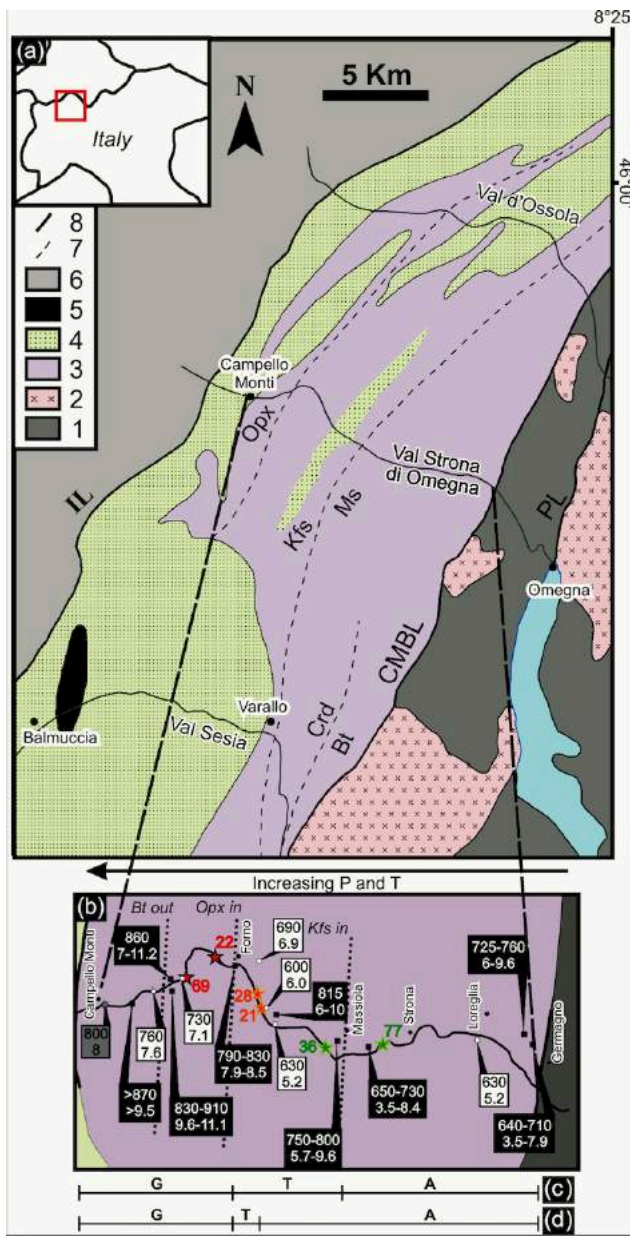 8°25
(a)
5 Km
N
Italy
46°00'
Val d'Ossola
8
7
6
5
4
3
2
1
Campello
Monti
Opx
Val Strona
di Omegna
IL
Kfs
Ms
PL
Omegna
CMBL
Varallo
Crd
Bt
Balmuccia
Val Sesia
Increasing P and T
(b)
Bt out
Opx in
Kfs in
Campello Monti
860
7-11.2
22
Forno
690
6.9
725-760
6-9.6
69
600
6.0
815
6-10
28
21
Massiola
Strona
Loreglia
Germagno
800
8
760
7.6
730
7.1
36
77
790-830
7.9-8.5
630
5.2
630
5.2
>870
>9.5
830-910
9.6-11.1
650-730
3.5-8.4
750-800
5.7-9.6
640-710
3.5-7.9
G T A (c)
G T A (d)